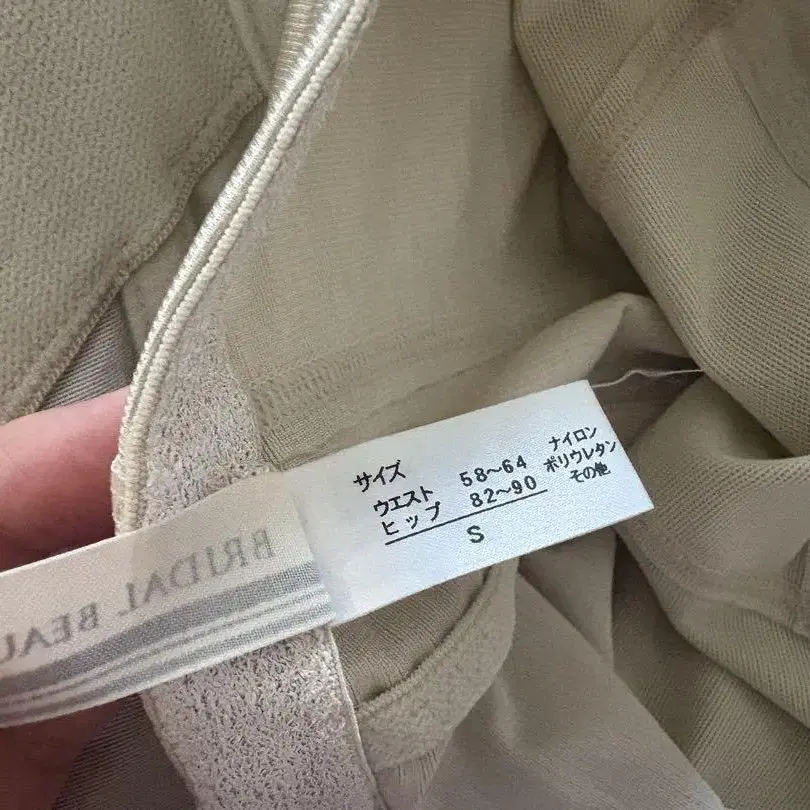 サイズ
ウエスト 58～64
ヒップ 82～90
S
ナイロン
ポリウレタン
その他
BRIDAL BEAU